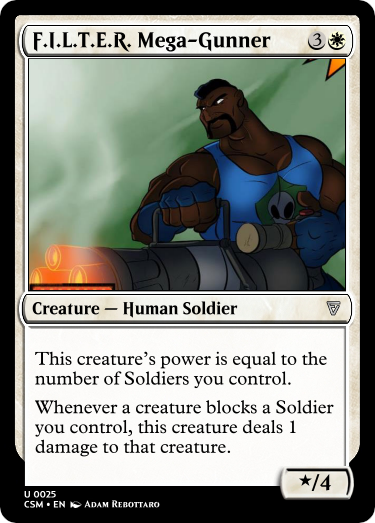 F.I.L.T.E.R. Mega-Gunner 3
Creature — Human Soldier
This creature's power is equal to the
number of Soldiers you control.
Whenever a creature blocks a Soldier
you control, this creature deals 1
damage to that creature.
★/4
U 0025
CSM • EN Adam Rebottaro